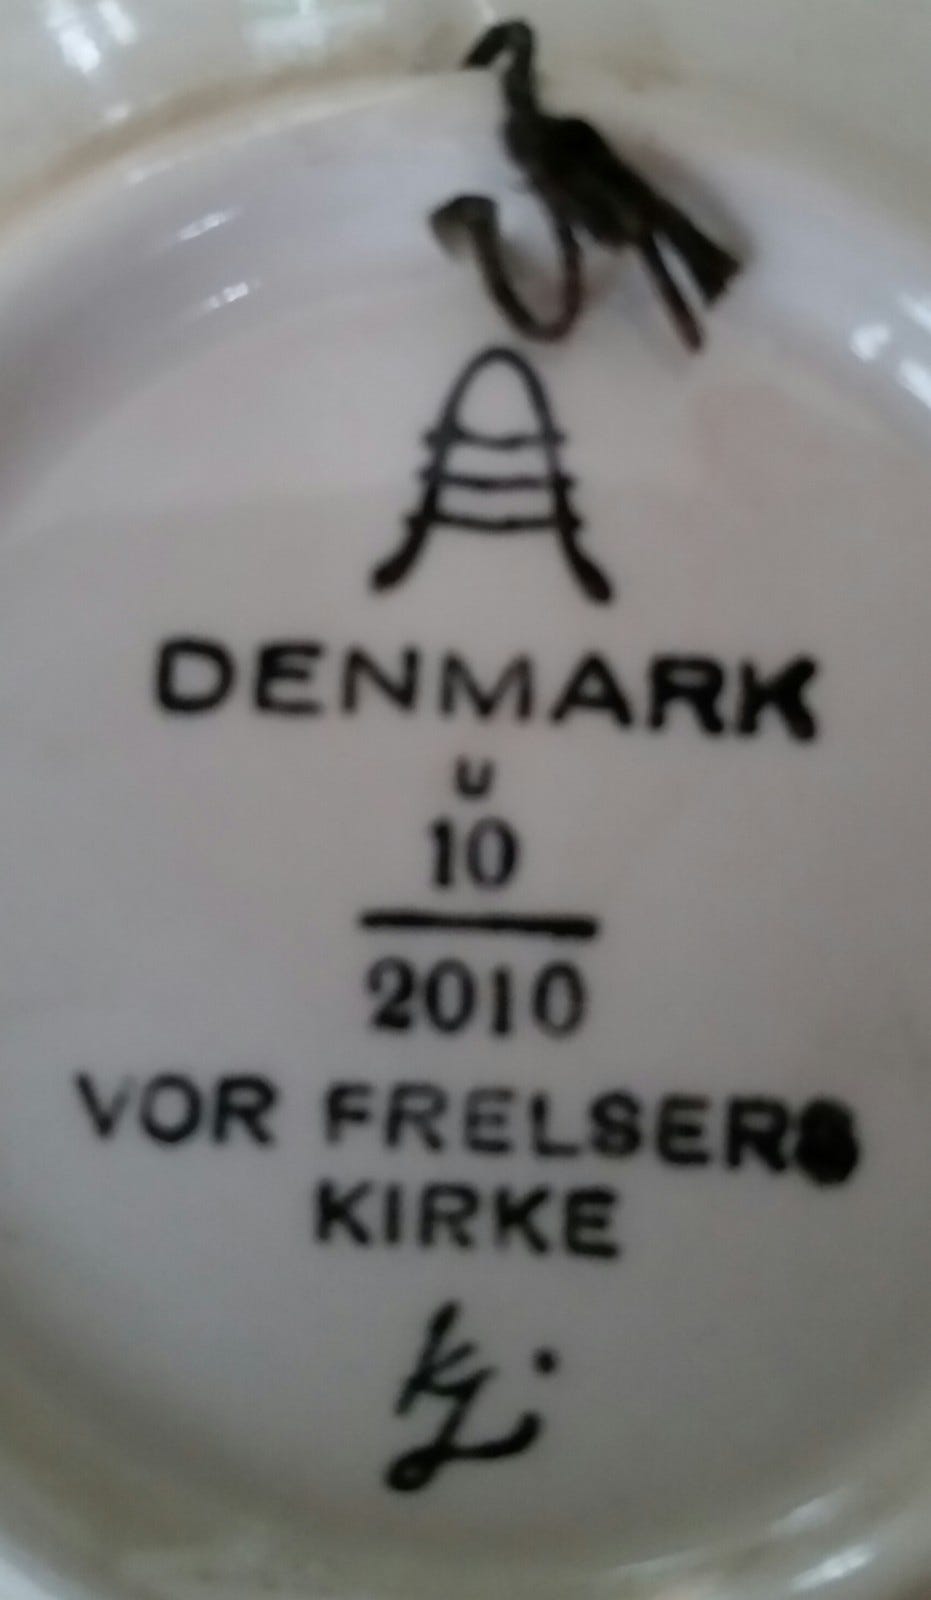 DENMARK
U
10
2010
VOR FRELSERS
KIRKE